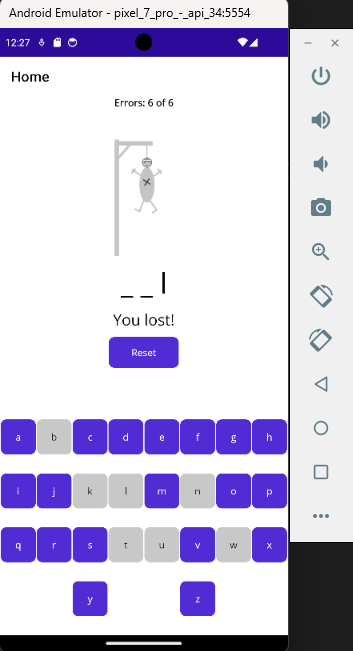 Android Emulator - pixel_7_pro_-_api_34:5554
12:27
Home
Errors: 6 of 6
_ _ l
You lost!
Reset
a b c d e f g h
i j k l m n o p
q r s t u v w x
y z